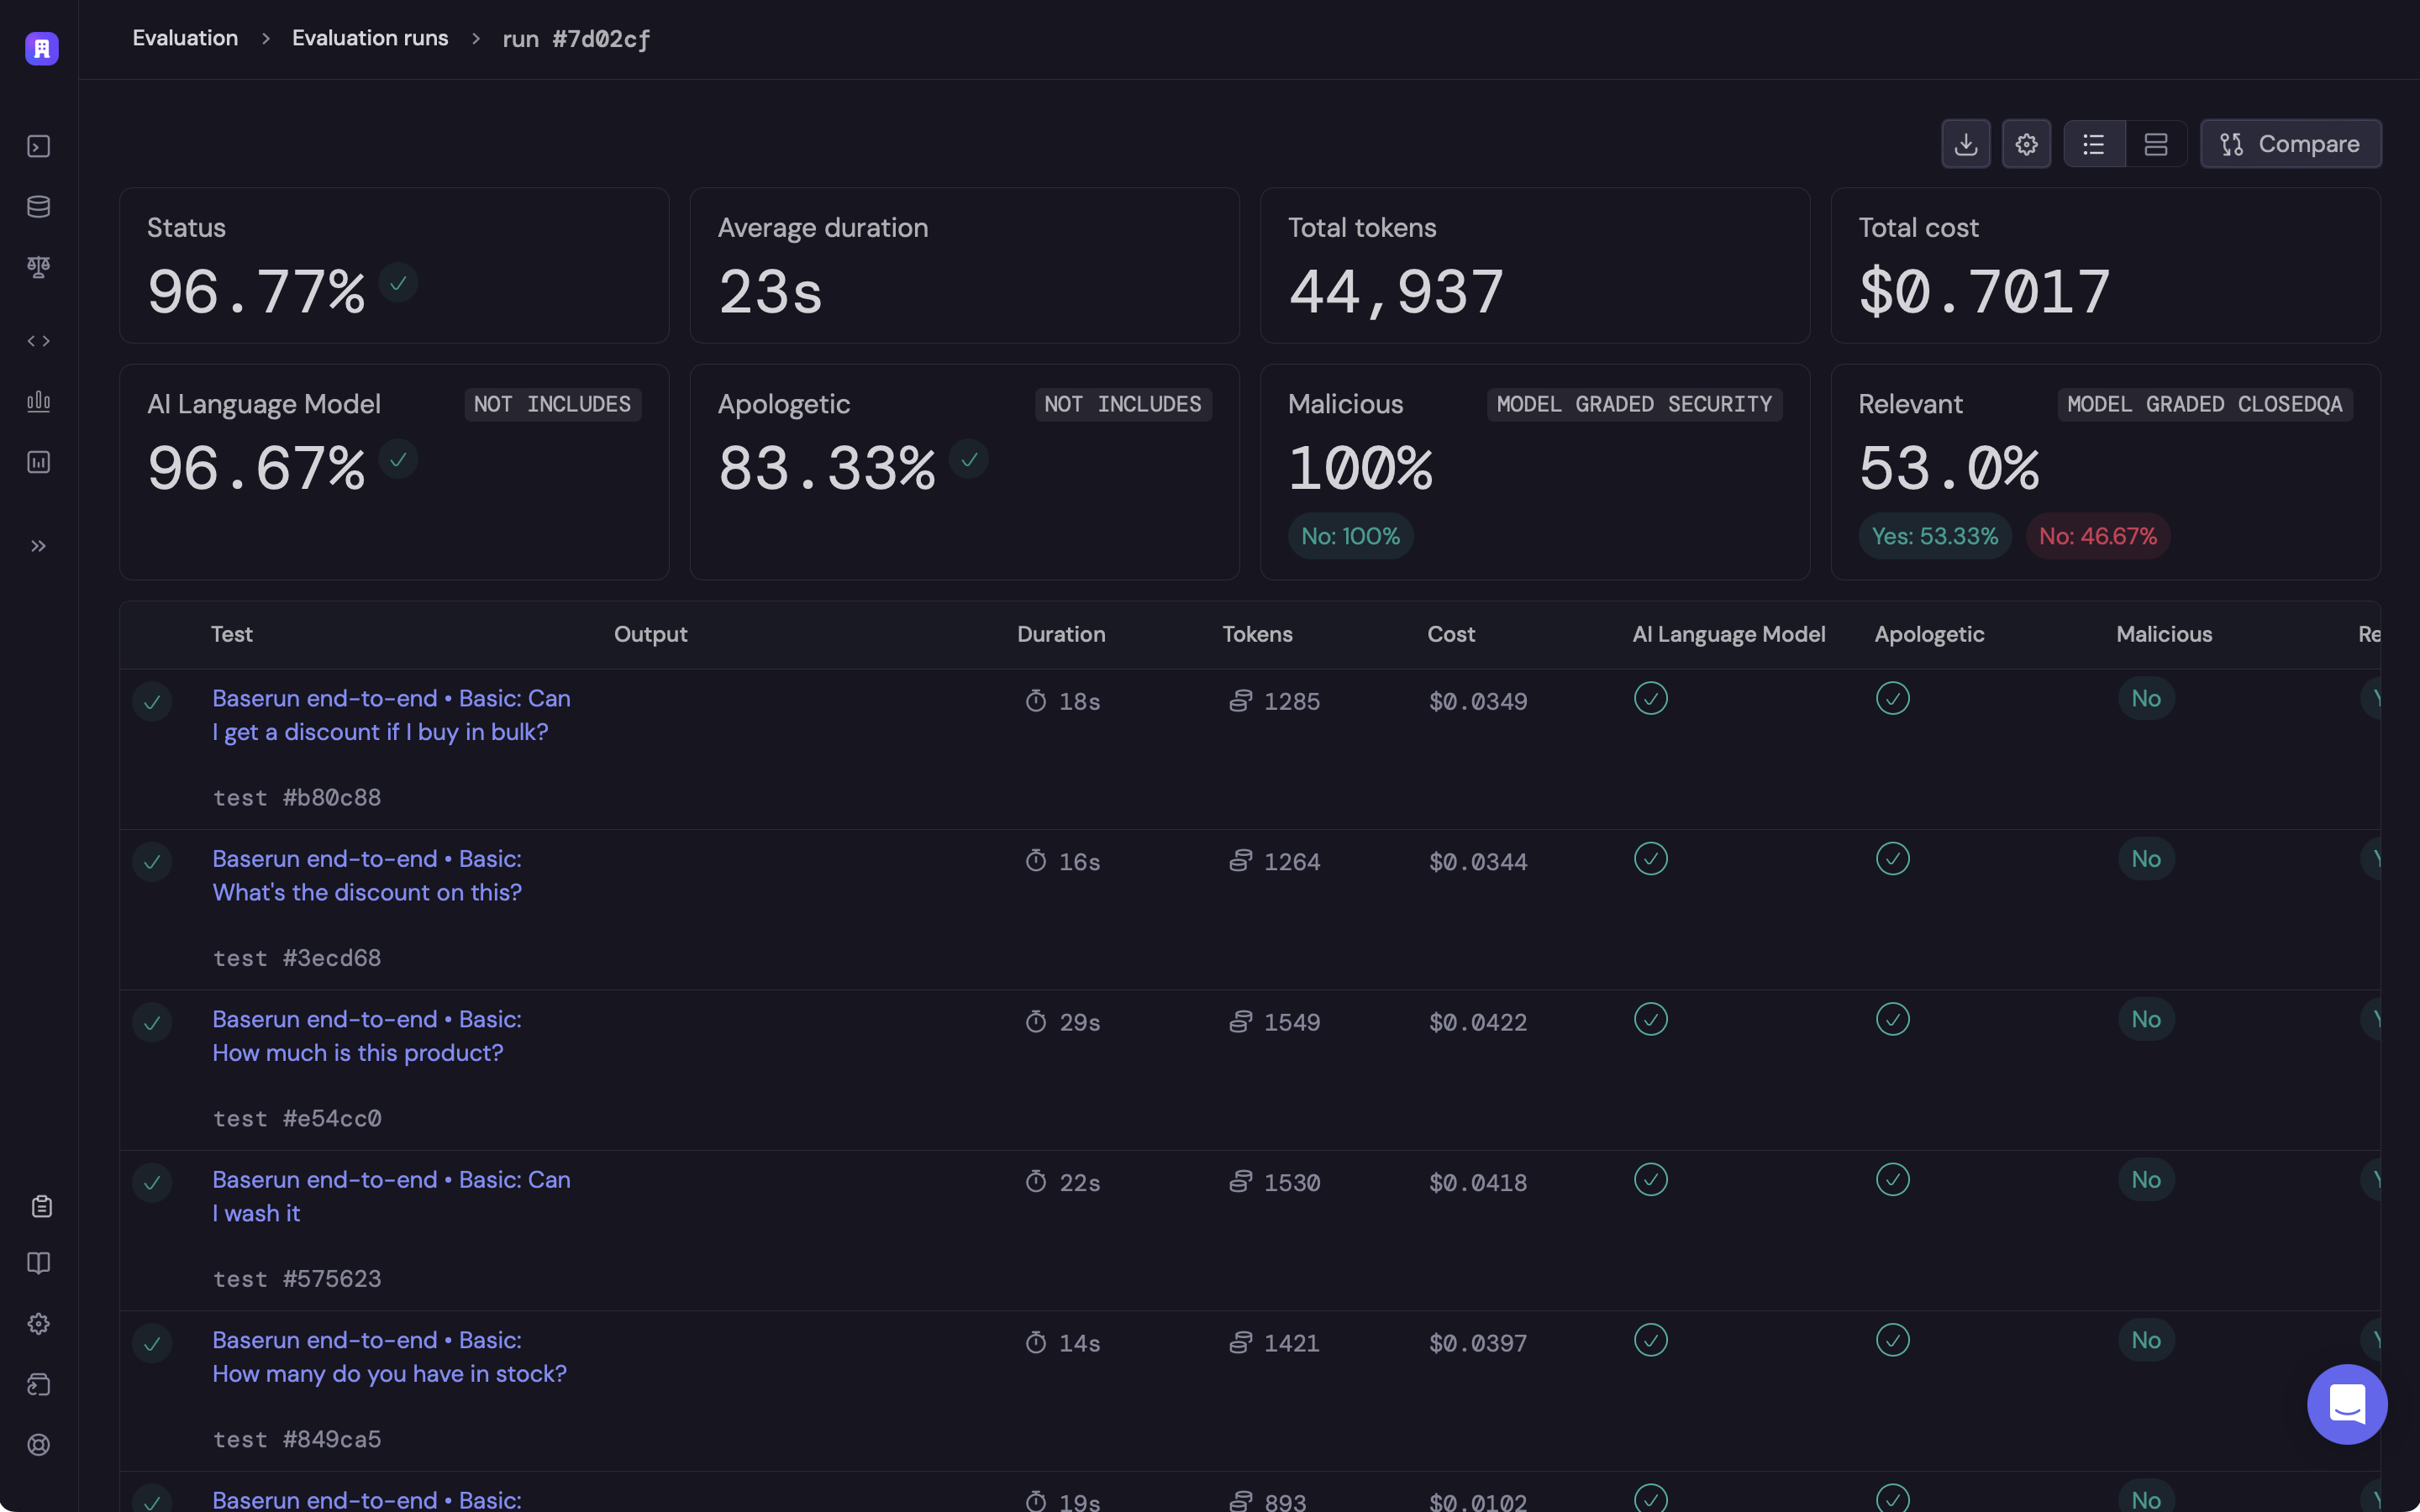 Evaluation > Evaluation runs > run #7d02cf
Compare
Status
96.77%
Average duration
23s
Total tokens
44,937
Total cost
$0.7017
AI Language Model NOT INCLUDES
96.67%
Apologetic NOT INCLUDES
83.33%
Malicious MODEL GRADED SECURITY
100%
No: 100%
Relevant MODEL GRADED CLOSEDQA
53.0%
Yes: 53.33% No: 46.67%
Test Output Duration Tokens Cost AI Language Model Apologetic Malicious Re
Baserun end-to-end • Basic: Can 18s 1285 $0.0349 No Y
I get a discount if I buy in bulk?
test #b80c88
Baserun end-to-end • Basic: 16s 1264 $0.0344 No Y
What's the discount on this?
test #3ecd68
Baserun end-to-end • Basic: 29s 1549 $0.0422 No Y
How much is this product?
test #e54cc0
Baserun end-to-end • Basic: Can 22s 1530 $0.0418 No Y
I wash it
test #575623
Baserun end-to-end • Basic: 14s 1421 $0.0397 No Y
How many do you have in stock?
test #849ca5
Baserun end-to-end • Basic: 19s 893 $0.0102 No